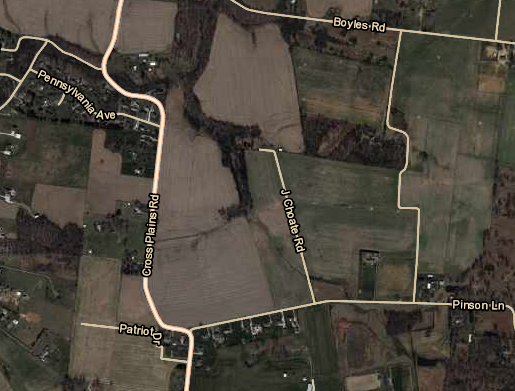 Boyles Rd
Pennsylvania Ave
J Choate Rd
Cross Plains Rd
Pinson Ln
Patriot Dr